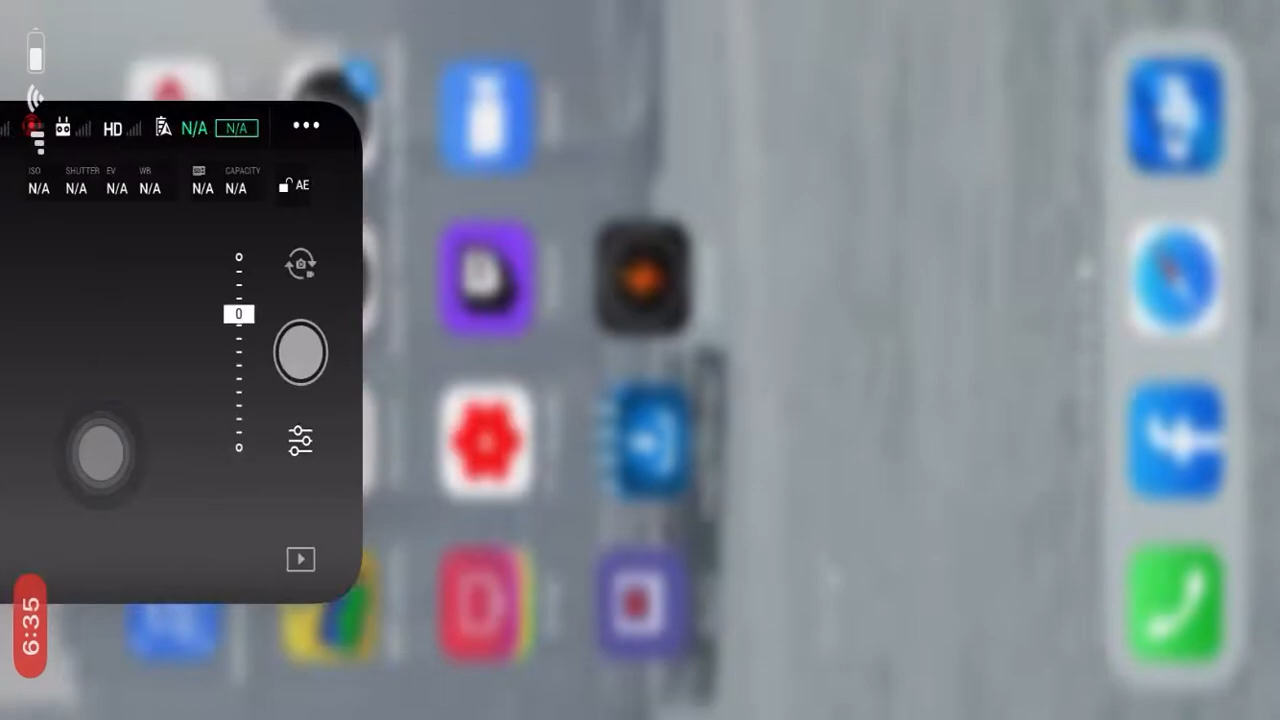 HD N/A N/A
ISO SHUTTER EV WB CAPACITY
N/A N/A N/A N/A N/A N/A
AE
0
6:35
D